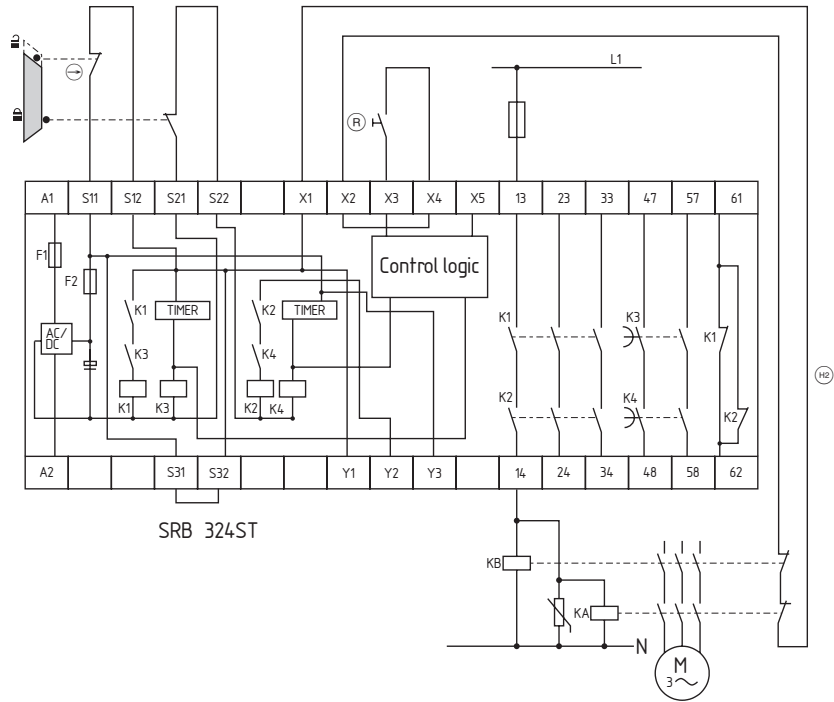 L1
R
A1 S11 S12 S21 S22 X1 X2 X3 X4 X5 13 23 33 47 57 61
F1
F2
Control logic
K1 TIMER K2 TIMER
K1 K3 K1
AC/
DC
K3 K4
K1 K3 K2 K4
K2 K4 K2
H2
A2 S31 S32 Y1 Y2 Y3 14 24 34 48 58 62
SRB 324ST
KB
KA
N
M
3